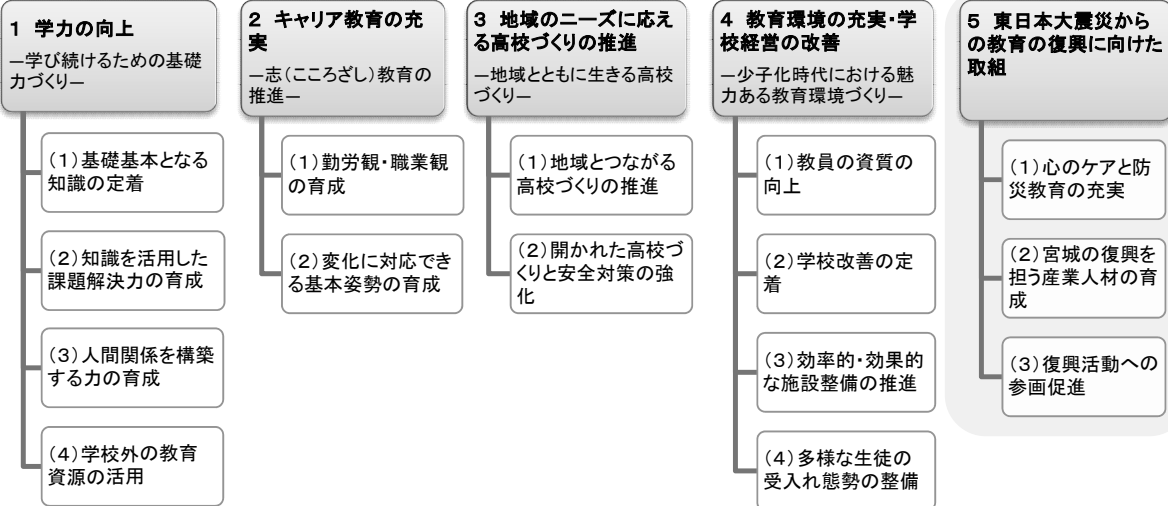 1 学力の向上
―学び続けるための基礎
力づくり―
(1)基礎基本となる
知識の定着
(2)知識を活用した
課題解決力の育成
(3)人間関係を構築
する力の育成
(4)学校外の教育
資源の活用
2 キャリア教育の充
実
―志(こころざし)教育の
推進―
(1)勤労観・職業観
の育成
(2)変化に対応でき
る基本姿勢の育成
3 地域のニーズに応え
る高校づくりの推進
―地域とともに生きる高校
づくり―
(1)地域とつながる
高校づくりの推進
(2)開かれた高校づ
くりと安全対策の強
化
4 教育環境の充実・学
校経営の改善
―少子化時代における魅
力ある教育環境づくり―
(1)教員の資質の
向上
(2)学校改善の定
着
(3)効率的・効果的
な施設整備の推進
(4)多様な生徒の
受入れ態勢の整備
5 東日本大震災から
の教育の復興に向けた
取組
(1)心のケアと防
災教育の充実
(2)宮城の復興を
担う産業人材の育
成
(3)復興活動への
参画促進